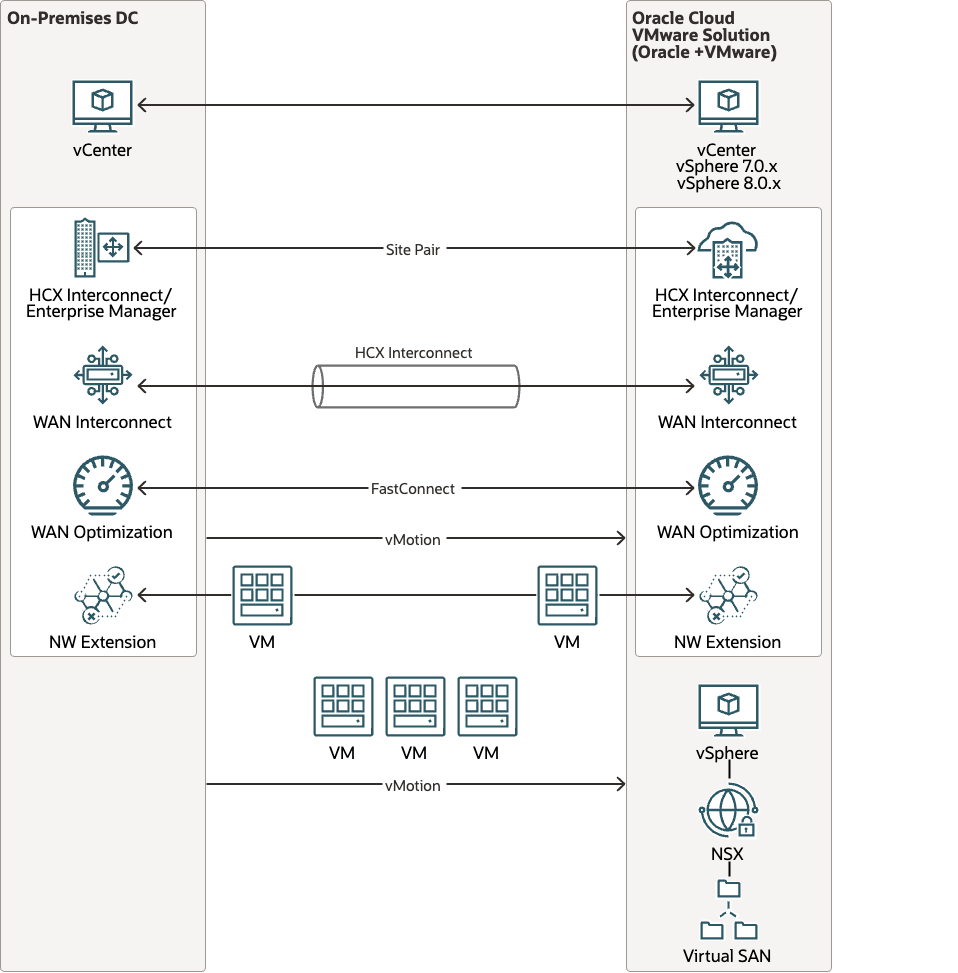 On-Premises DC
Oracle Cloud
VMware Solution
(Oracle +VMware)
vCenter
vCenter
vSphere 7.0.x
vSphere 8.0.x
Site Pair
HCX Interconnect/
Enterprise Manager
HCX Interconnect/
Enterprise Manager
HCX Interconnect
WAN Interconnect
WAN Interconnect
FastConnect
WAN Optimization
WAN Optimization
vMotion
NW Extension
VM
VM
NW Extension
VM
VM
VM
vSphere
vMotion
NSX
Virtual SAN